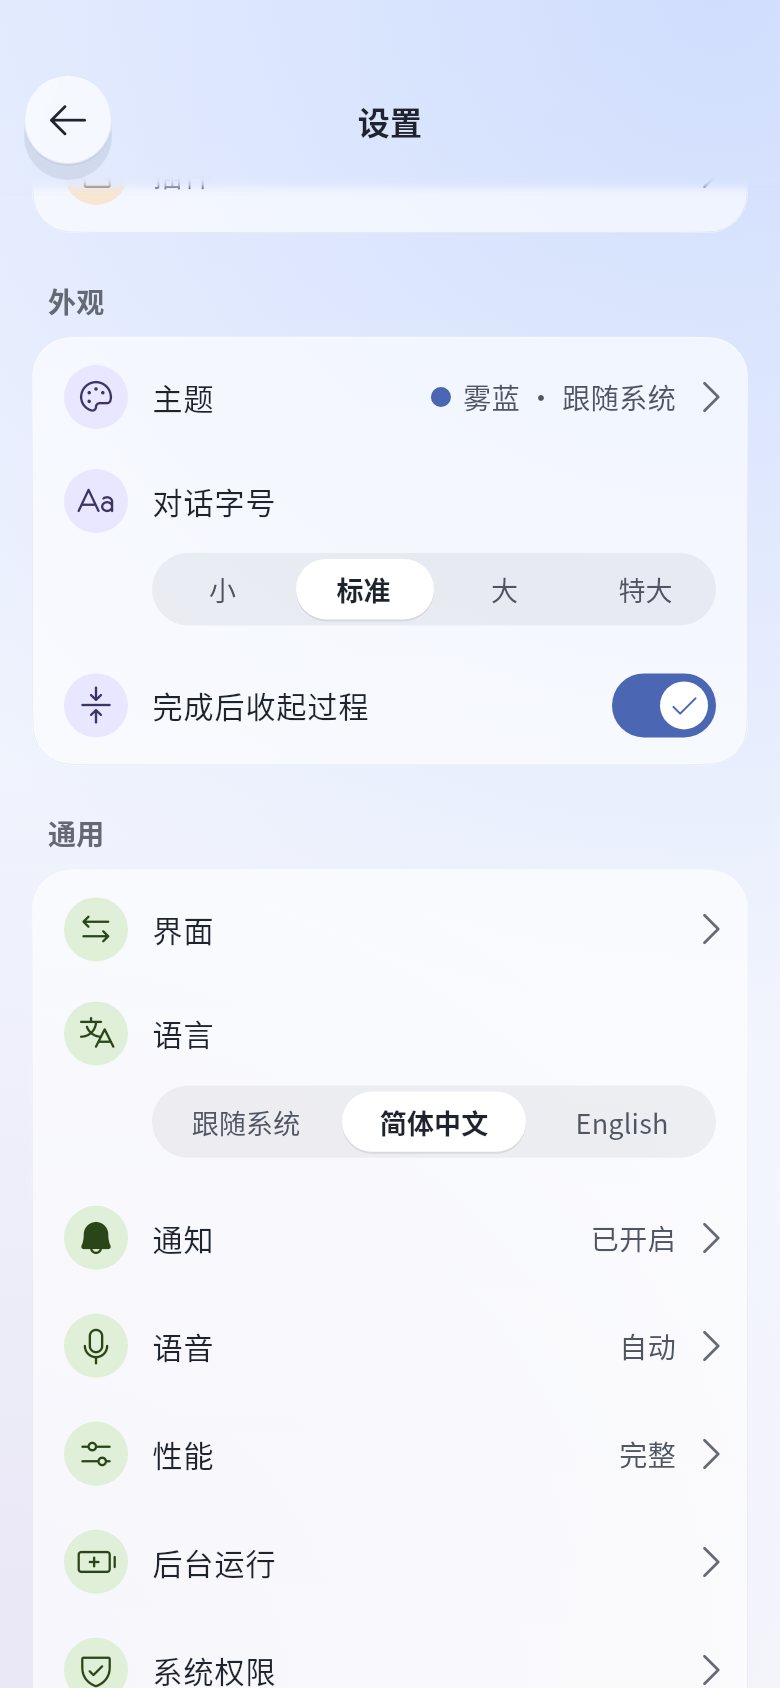 设置
外观
主题
雾蓝 · 跟随系统
Aa
对话字号
小 标准 大 特大
完成后收起过程
通用
界面
文A
语言
跟随系统 简体中文 English
通知 已开启
语音 自动
性能 完整
后台运行
系统权限